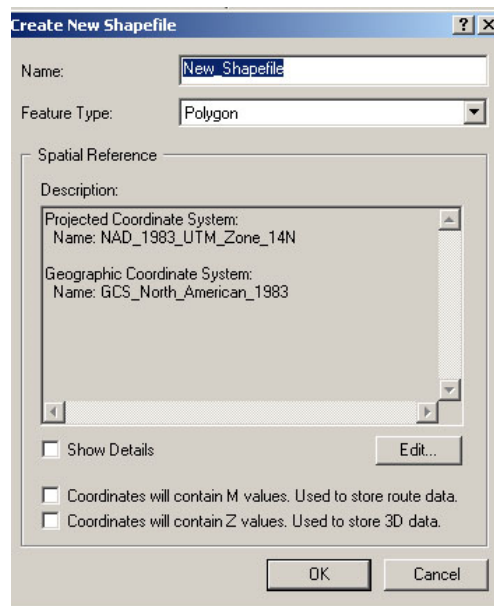 Create New Shapefile
Name: New_Shapefile
Feature Type: Polygon
Spatial Reference
Description:
Projected Coordinate System:
Name: NAD_1983_UTM_Zone_14N
Geographic Coordinate System:
Name: GCS_North_American_1983
Show Details Edit...
Coordinates will contain M values. Used to store route data.
Coordinates will contain Z values. Used to store 3D data.
OK Cancel